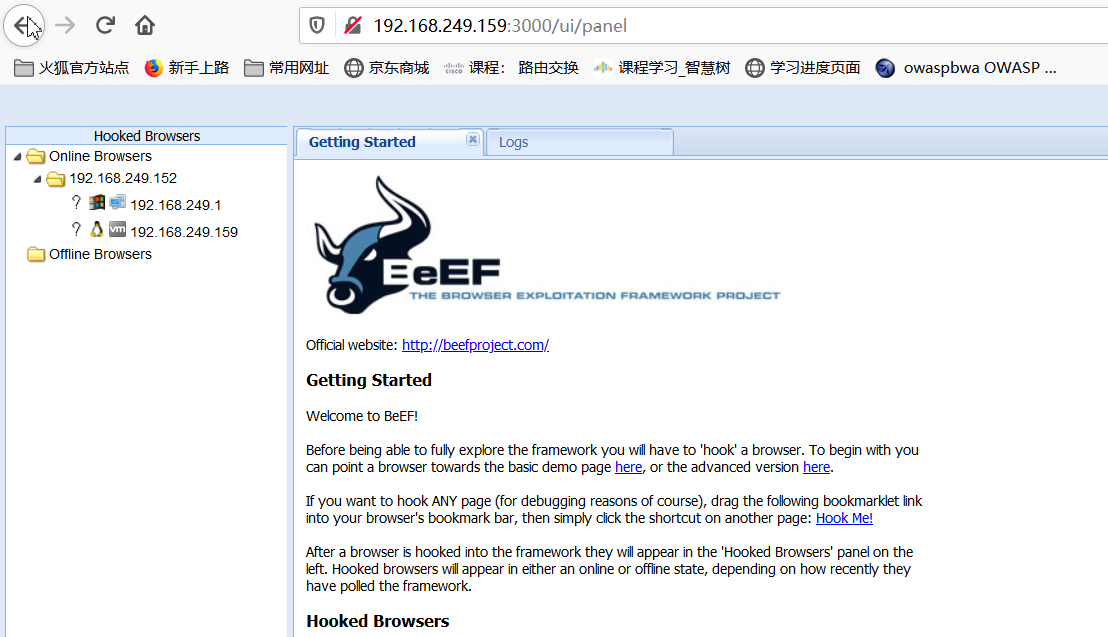 192.168.249.159:3000/ui/panel
火狐官方站点 新手上路 常用网址 京东商城 课程： 路由交换 课程学习_智慧树 学习进度页面 owaspbwa OWASP ...
Hooked Browsers
Getting Started Logs
Online Browsers
192.168.249.152
? 192.168.249.1
? vm 192.168.249.159
Offline Browsers
BeEF
THE BROWSER EXPLOITATION FRAMEWORK PROJECT
Official website: http://beefproject.com/
Getting Started
Welcome to BeEF!
Before being able to fully explore the framework you will have to 'hook' a browser. To begin with you
can point a browser towards the basic demo page here, or the advanced version here.
If you want to hook ANY page (for debugging reasons of course), drag the following bookmarklet link
into your browser's bookmark bar, then simply click the shortcut on another page: Hook Me!
After a browser is hooked into the framework they will appear in the 'Hooked Browsers' panel on the
left. Hooked browsers will appear in either an online or offline state, depending on how recently they
have polled the framework.
Hooked Browsers